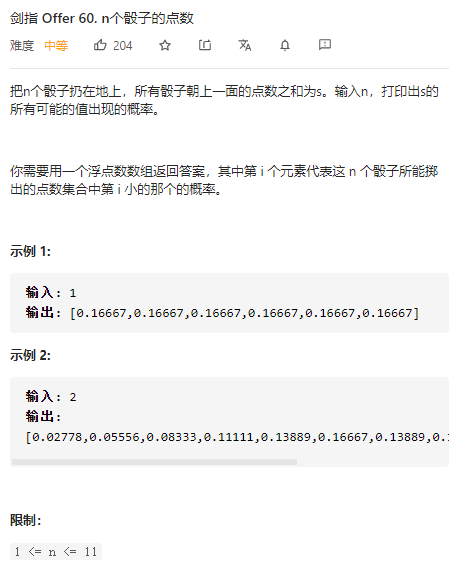 剑指 Offer 60. n个骰子的点数
难度 中等 204
把n个骰子扔在地上，所有骰子朝上一面的点数之和为s。输入n，打印出s的
所有可能的值出现的概率。
你需要用一个浮点数数组返回答案，其中第 i 个元素代表这 n 个骰子所能掷
出的点数集合中第 i 小的那个的概率。
示例 1:
输入: 1
输出: [0.16667,0.16667,0.16667,0.16667,0.16667,0.16667]
示例 2:
输入: 2
输出:
[0.02778,0.05556,0.08333,0.11111,0.13889,0.16667,0.13889,0.1
限制：
1 <= n <= 11